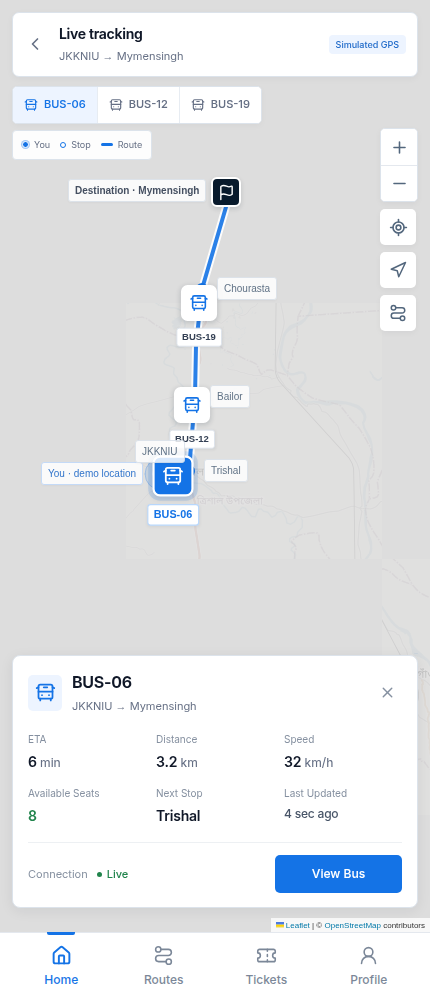 Live tracking
JKKNIU → Mymensingh
Simulated GPS
BUS-06
BUS-12
BUS-19
You
Stop
Route
Destination · Mymensingh
Chourasta
BUS-19
Bailor
BUS-12
JKKNIU
You · demo location
Trishal
BUS-06
BUS-06
JKKNIU → Mymensingh
ETA
Distance
Speed
6 min
3.2 km
32 km/h
Available Seats
Next Stop
Last Updated
8
Trishal
4 sec ago
Connection
Live
View Bus
Leaflet | © OpenStreetMap contributors
Home
Routes
Tickets
Profile